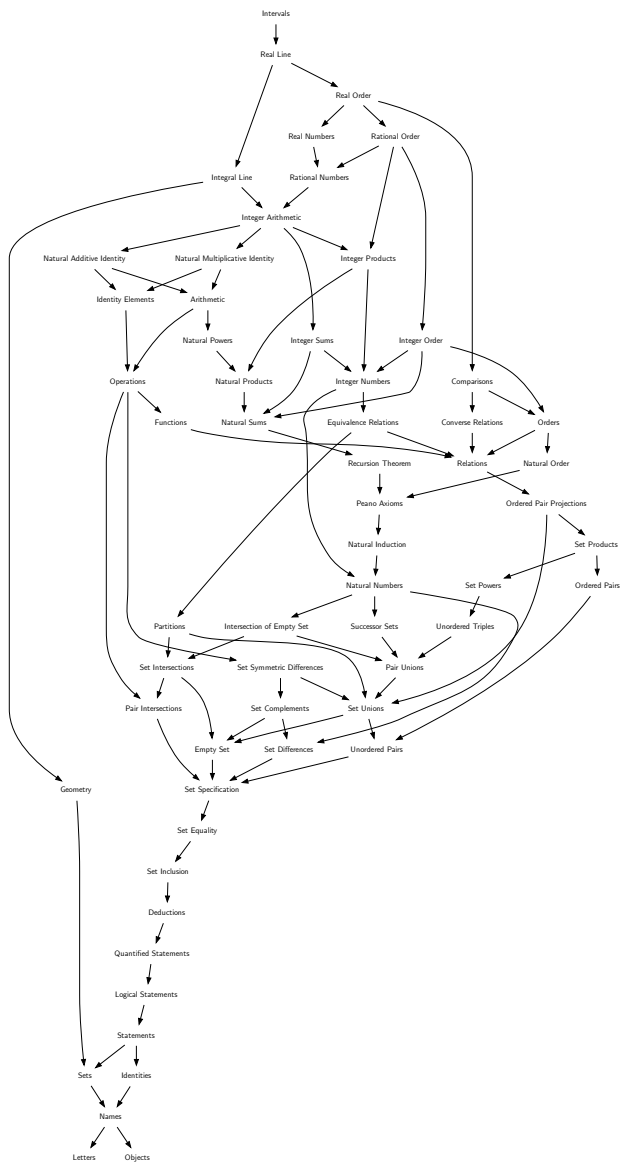 Intervals
Real Line
Real Order
Real Numbers Rational Order
Integral Line Rational Numbers
Integer Arithmetic
Natural Additive Identity Natural Multiplicative Identity Integer Products
Identity Elements Arithmetic
Natural Powers Integer Sums Integer Order
Operations Natural Products Integer Numbers Comparisons
Functions Natural Sums Equivalence Relations Converse Relations Orders
Recursion Theorem Relations Natural Order
Peano Axioms Ordered Pair Projections
Natural Induction Set Products
Natural Numbers Set Powers Ordered Pairs
Partitions Intersection of Empty Set Successor Sets Unordered Triples
Set Intersections Set Symmetric Differences Pair Unions
Pair Intersections Set Complements Set Unions
Empty Set Set Differences Unordered Pairs
Geometry Set Specification
Set Equality
Set Inclusion
Deductions
Quantified Statements
Logical Statements
Statements
Sets Identities
Names
Letters Objects